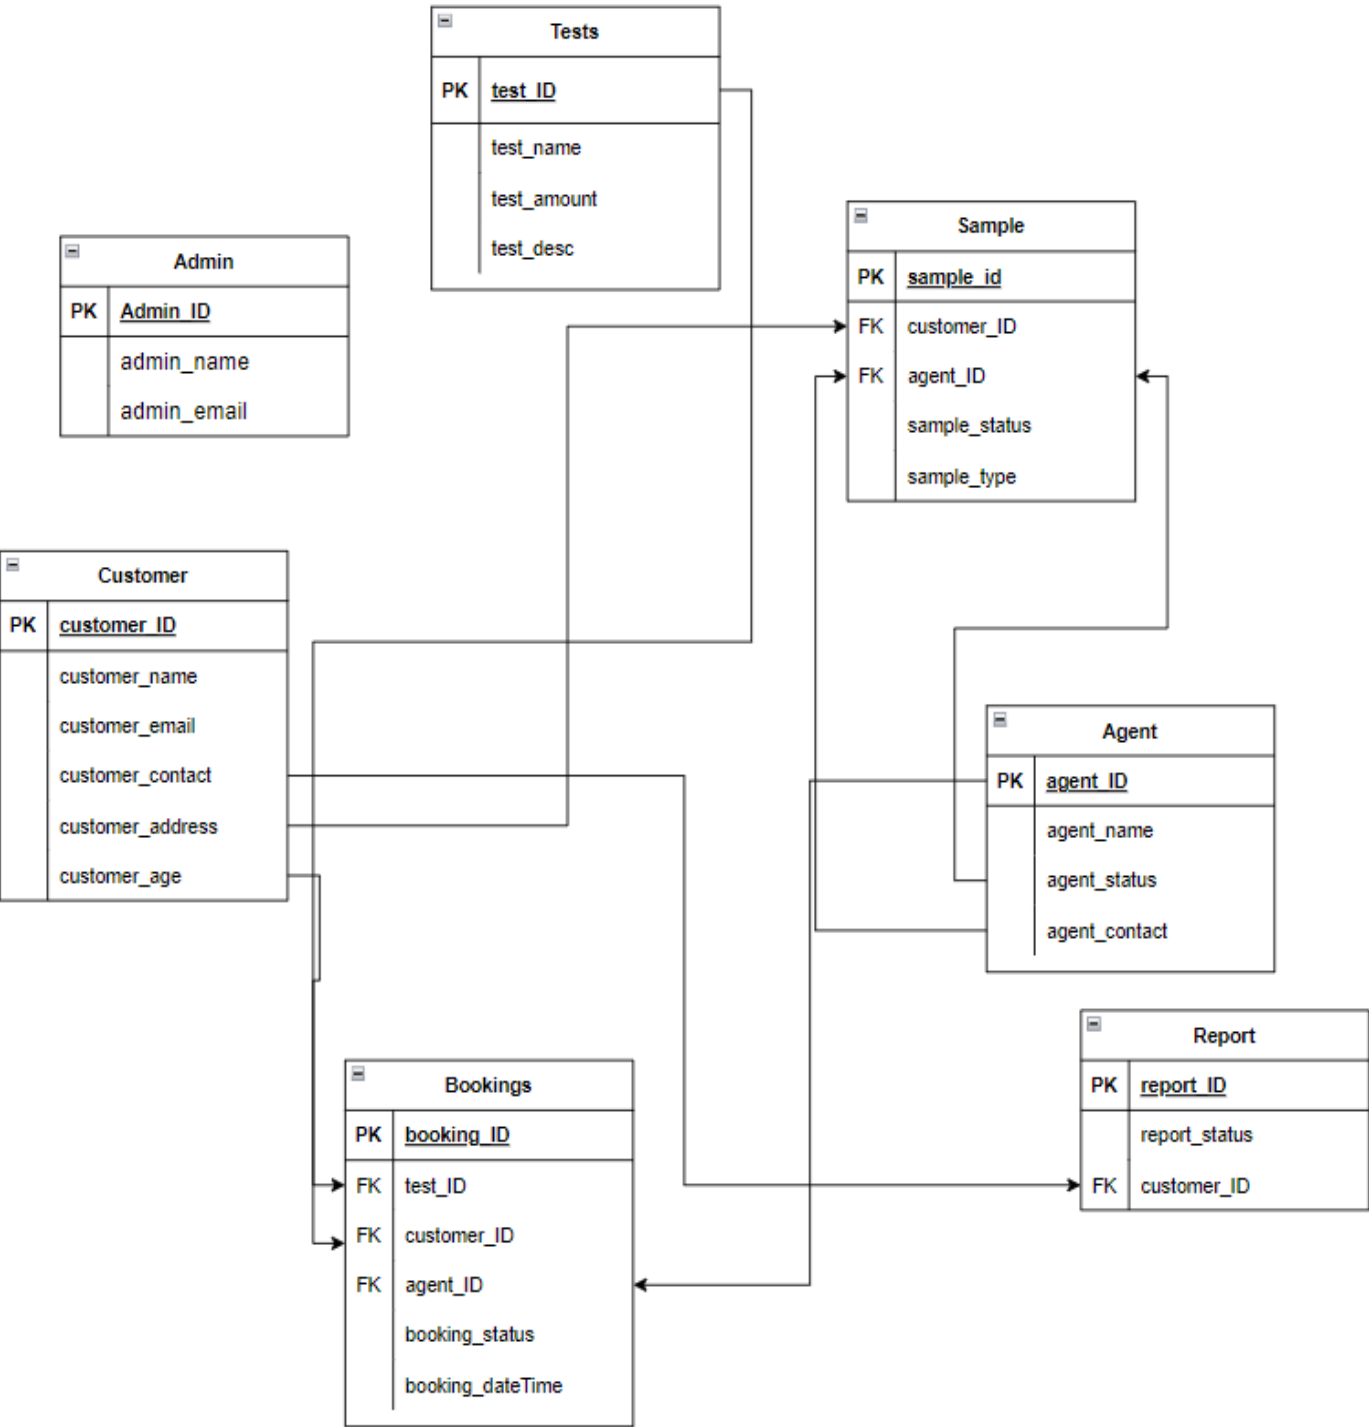 Tests
PK test_ID
test_name
test_amount
test_desc
Admin
PK Admin_ID
admin_name
admin_email
Sample
PK sample_id
FK customer_ID
FK agent_ID
sample_status
sample_type
Customer
PK customer_ID
customer_name
customer_email
customer_contact
customer_address
customer_age
Agent
PK agent_ID
agent_name
agent_status
agent_contact
Report
PK report_ID
report_status
FK customer_ID
Bookings
PK booking_ID
FK test_ID
FK customer_ID
FK agent_ID
booking_status
booking_dateTime